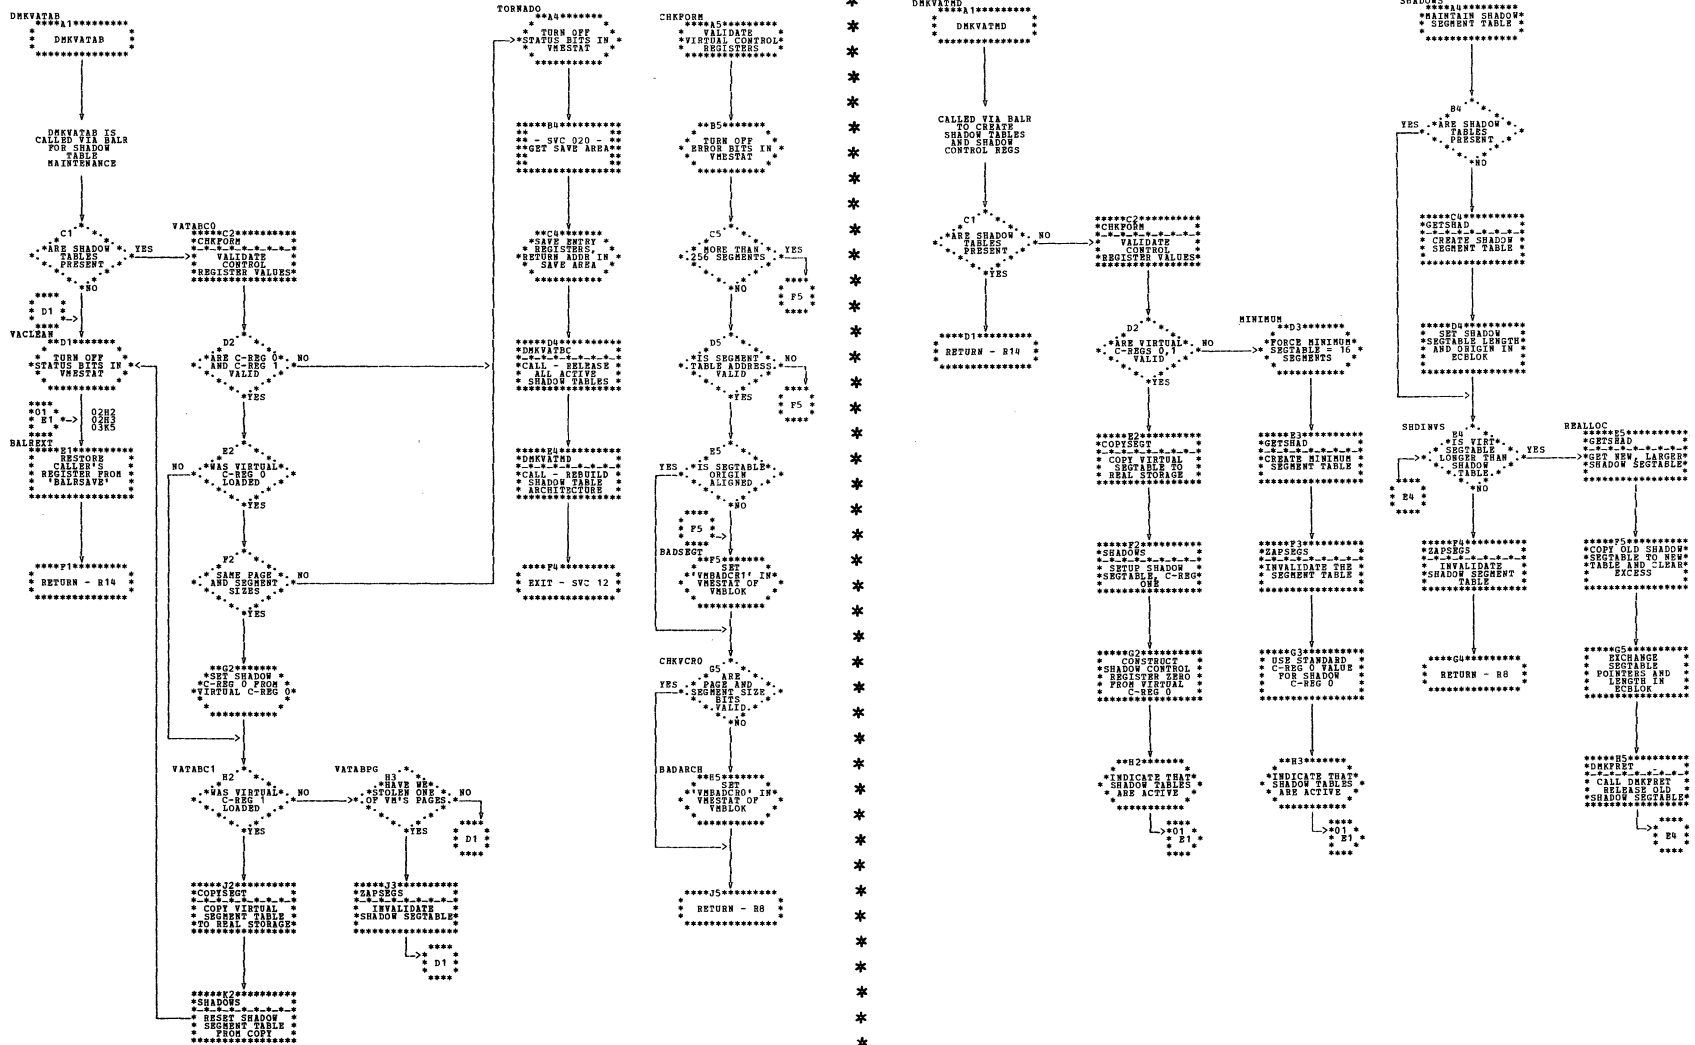 DMKVATAB
A1
DMKVATAB
DMKVATAB IS
CALLED VIA BALR
FOR SHADOW
TABLE
MAINTENANCE
C1
ARE SHADOW
TABLES
PRESENT
YES
NO
D1
VACLEAN
D1
TURN OFF
STATUS BITS IN
VMESTAT
01
E1
02H2
02H3
03K5
BALREXT
E1
RESTORE
CALLER'S
REGISTER FROM
'BALRSAVE'
F1
RETURN - R14
VATABC0
C2
CHKFORM
VALIDATE
CONTROL
REGISTER VALUES
D2
ARE C-REG 0
AND C-REG 1
VALID
NO
YES
E2
WAS VIRTUAL
C-REG 0
LOADED
NO
YES
F2
SAME PAGE
AND SEGMENT
SIZES
NO
YES
G2
SET SHADOW
C-REG 0 FROM
VIRTUAL C-REG 0
VATABC1
H2
WAS VIRTUAL
C-REG 1
LOADED
NO
YES
J2
COPYSEGT
COPY VIRTUAL
SEGMENT TABLE
TO REAL STORAGE
K2
SHADOWS
RESET SHADOW
SEGMENT TABLE
FROM COPY
VATABPG
H3
HAVE WE
STOLEN ONE
OF VM'S PAGES
NO
D1
YES
J3
ZAPSEGS
INVALIDATE
SHADOW SEGTABLE
D1
TORNADO
A4
TURN OFF
STATUS BITS IN
VMESTAT
B4
- SVC 020 -
GET SAVE AREA
C4
SAVE ENTRY
REGISTERS,
RETURN ADDR IN
SAVE AREA
D4
DMKVATBC
CALL - RELEASE
ALL ACTIVE
SHADOW TABLES
E4
DMKVATMD
CALL - REBUILD
SHADOW TABLE
ARCHITECTURE
F4
EXIT - SVC 12
CHKFORM
A5
VALIDATE
VIRTUAL CONTROL
REGISTERS
B5
TURN OFF
ERROR BITS IN
VMESTAT
C5
MORE THAN
256 SEGMENTS
YES
F5
NO
D5
IS SEGMENT
TABLE ADDRESS
VALID
NO
F5
YES
E5
IS SEGTABLE
ORIGIN
ALIGNED
YES
NO
F5
BADSEGT
F5
SET
'VMBADCR1' IN
VMESTAT OF
VMBLOK
CHKVCR0
G5
ARE
PAGE AND
SEGMENT SIZE
BITS
VALID
YES
NO
BADARCH
H5
SET
'VMBADCR0' IN
VMESTAT OF
VMBLOK
J5
RETURN - R8
DMKVATMD
A1
DMKVATMD
CALLED VIA BALR
TO CREATE
SHADOW TABLES
AND SHADOW
CONTROL REGS
C1
ARE SHADOW
TABLES
PRESENT
NO
YES
D1
RETURN - R14
C2
CHKFORM
VALIDATE
CONTROL
REGISTER VALUES
D2
ARE VIRTUAL
C-REGS 0,1
VALID
NO
YES
E2
COPYSEGT
COPY VIRTUAL
SEGTABLE TO
REAL STORAGE
F2
SHADOWS
SETUP SHADOW
SEGTABLE, C-REG
ONE
G2
CONSTRUCT
SHADOW CONTROL
REGISTER ZERO
FROM VIRTUAL
C-REG 0
H2
INDICATE THAT
SHADOW TABLES
ARE ACTIVE
01
E1
MINIMUM
D3
FORCE MINIMUM
SEGTABLE = 16
SEGMENTS
E3
GETSHAD
CREATE MINIMUM
SEGMENT TABLE
F3
ZAPSEGS
INVALIDATE THE
SEGMENT TABLE
G3
USE STANDARD
C-REG 0 VALUE
FOR SHADOW
C-REG 0
H3
INDICATE THAT
SHADOW TABLES
ARE ACTIVE
01
E1
SHADOWS
A4
MAINTAIN SHADOW
SEGMENT TABLE
B4
ARE SHADOW
TABLES
PRESENT
YES
NO
C4
GETSHAD
CREATE SHADOW
SEGMENT TABLE
D4
SET SHADOW
SEGTABLE LENGTH
AND ORIGIN IN
ECBLOK
SHDINVS
E4
IS VIRT
SEGTABLE
LONGER THAN
SHADOW
TABLE
YES
NO
E4
F4
ZAPSEGS
INVALIDATE
SHADOW SEGMENT
TABLE
G4
RETURN - R8
REALLOC
E5
GETSHAD
GET NEW, LARGER
SHADOW SEGTABLE
F5
COPY OLD SHADOW
SEGTABLE TO NEW
TABLE AND CLEAR
EXCESS
G5
EXCHANGE
SEGTABLE
POINTERS AND
LENGTH IN
ECBLOK
H5
DMKFRET
CALL DMKFRET
RELEASE OLD
SHADOW SEGTABLE
E4